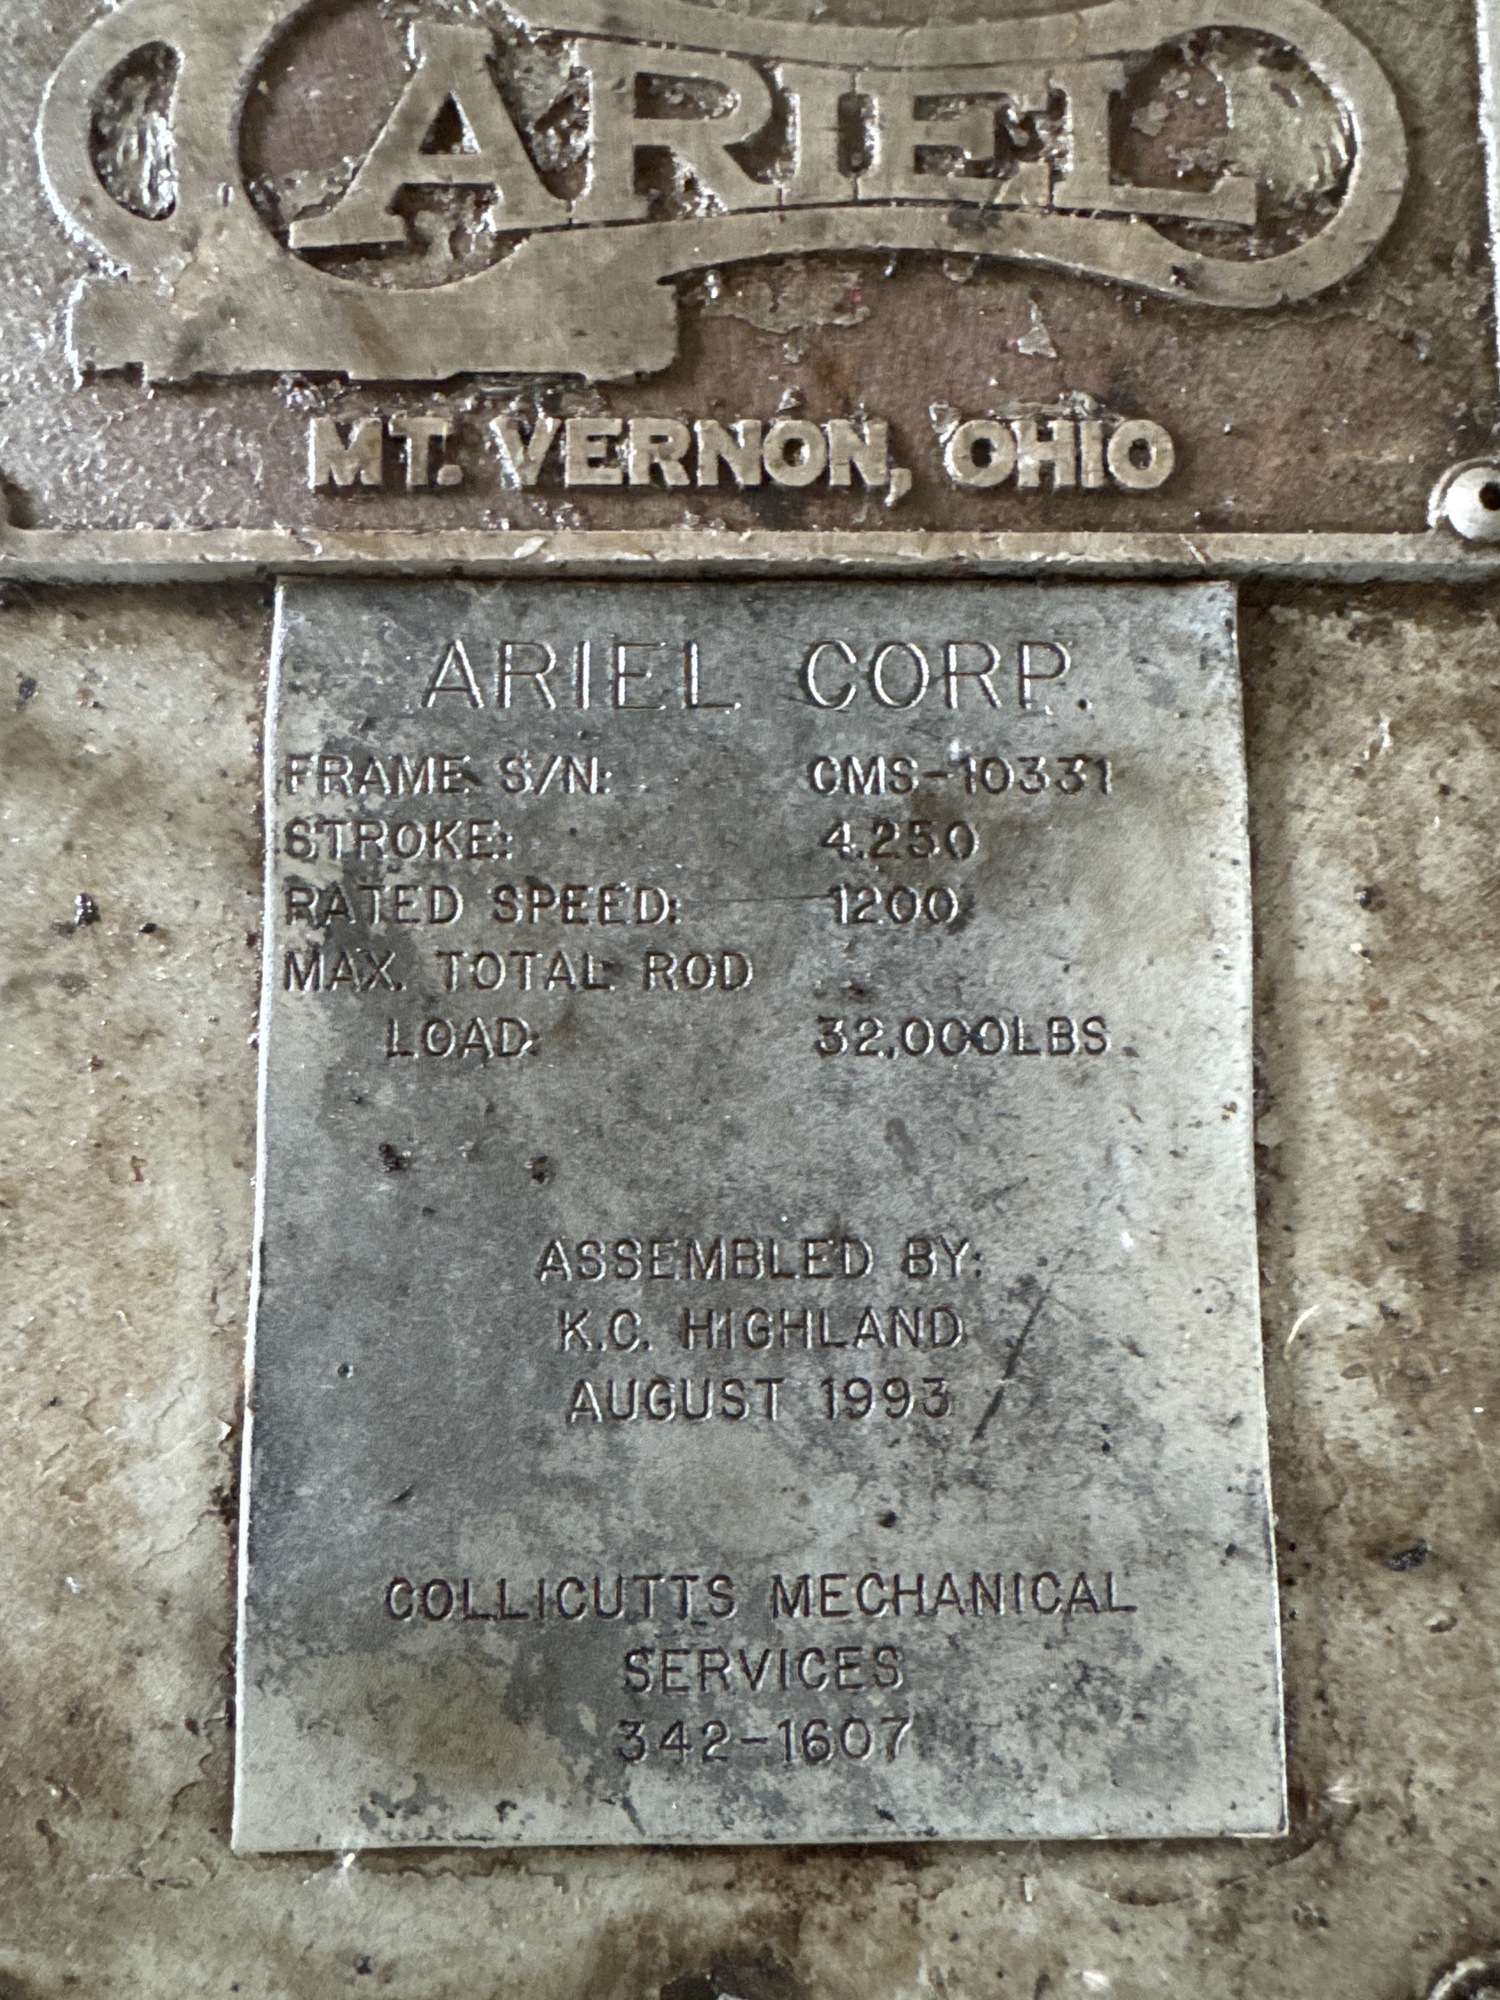 ARIEL
MT. VERNON, OHIO
ARIEL CORP.
FRAME S/N: CMS-10331
STROKE: 4.250
RATED SPEED: 1200
MAX. TOTAL ROD
LOAD: 32,000LBS
ASSEMBLED BY:
K.C. HIGHLAND
AUGUST 1993
COLLICUTTS MECHANICAL
SERVICES
342-1607